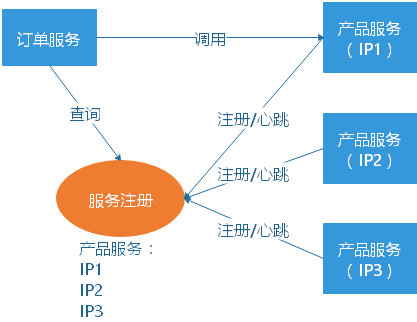 订单服务
调用
产品服务
（ IP1 ）
查询
注册/心跳
产品服务
（ IP2 ）
注册/心跳
服务注册
注册/心跳
产品服务
（ IP3 ）
产品服务：
IP1
IP2
IP3